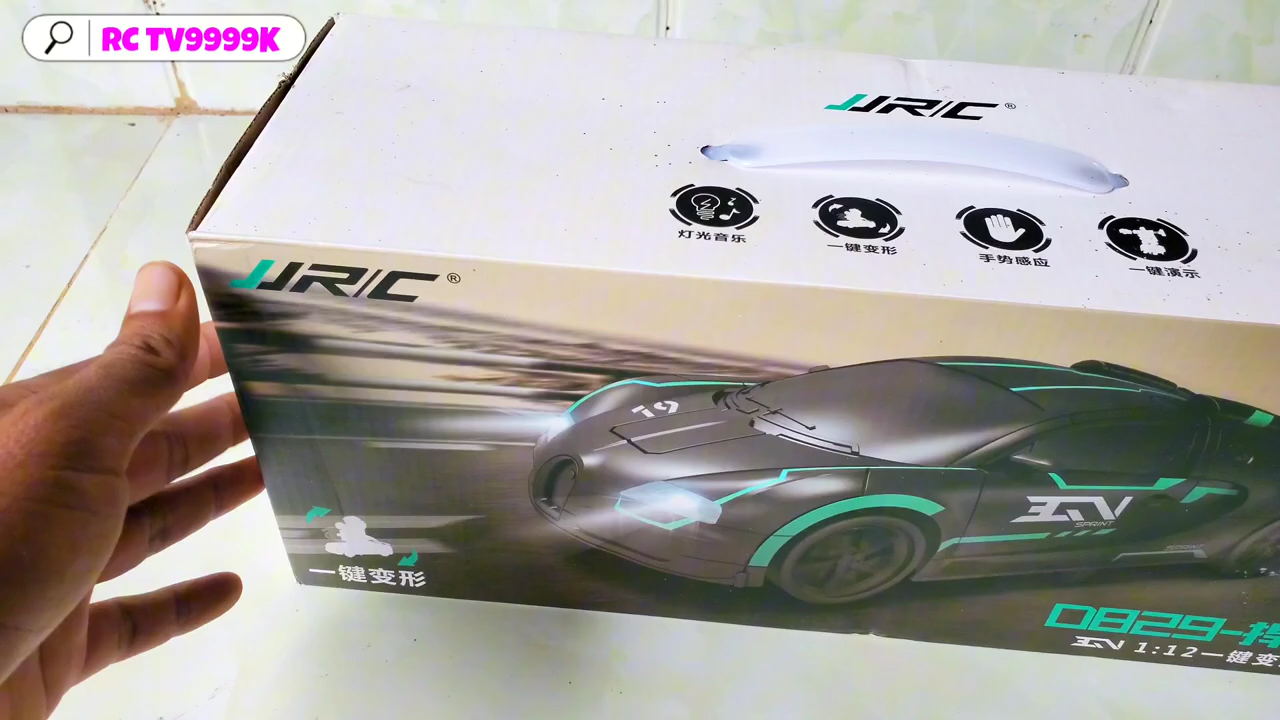 RC TV9999K
JJRC®
灯光音乐
一键变形
手势感应
一键演示
JJRC®
19
SPRINT
一键变形
D829-
1:12一键变